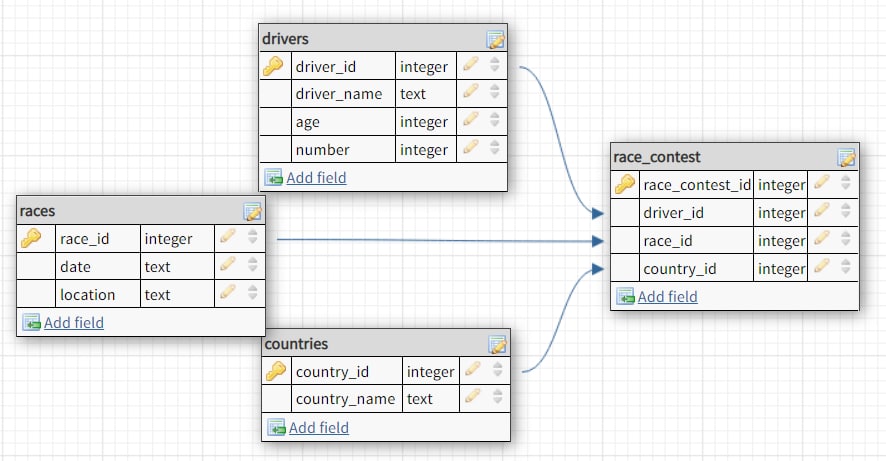 drivers
driver_id integer
driver_name text
age integer
number integer
Add field
races
race_id integer
date text
location text
Add field
countries
country_id integer
country_name text
Add field
race_contest
race_contest_id integer
driver_id integer
race_id integer
country_id integer
Add field